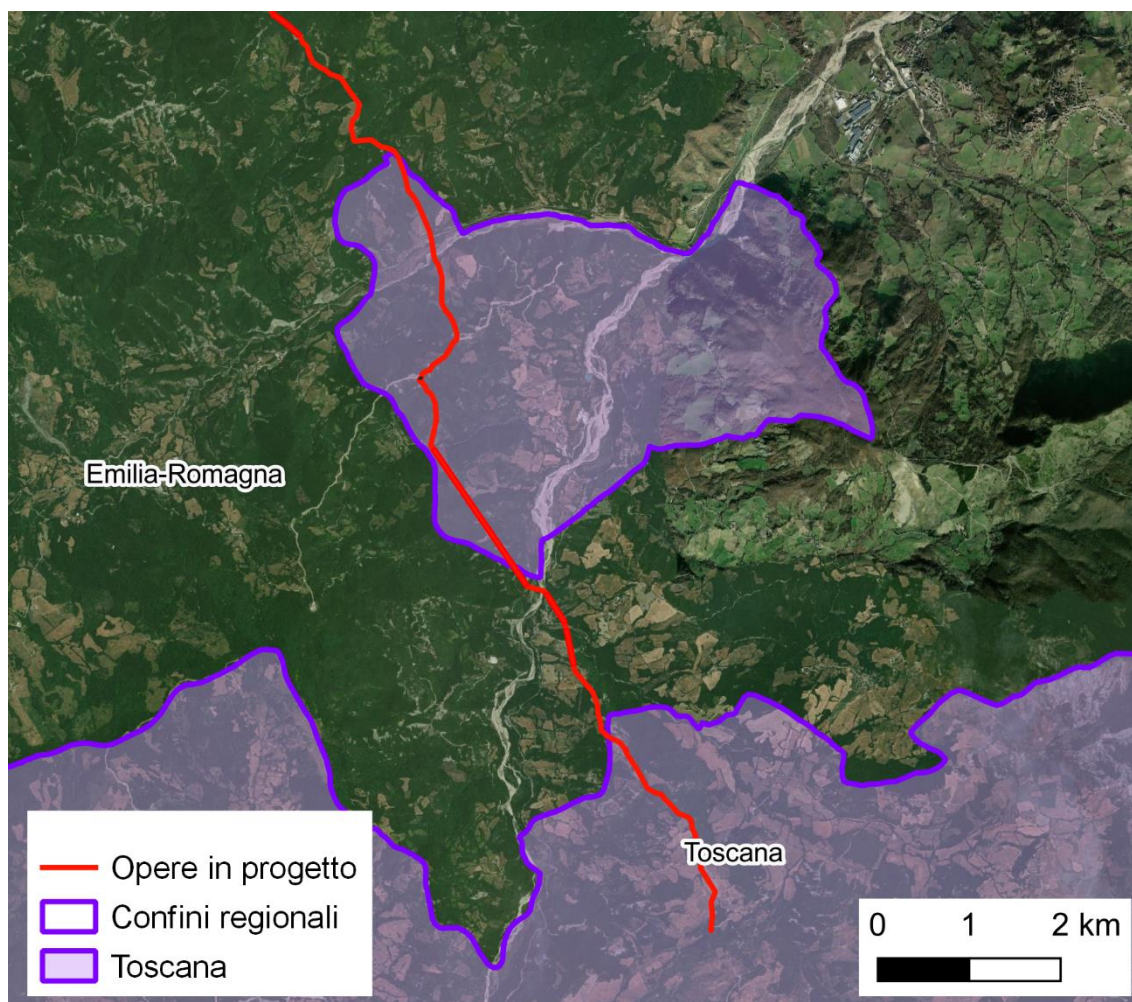 Emilia-Romagna
Toscana
Opere in progetto
Confini regionali
Toscana
0 1 2 km